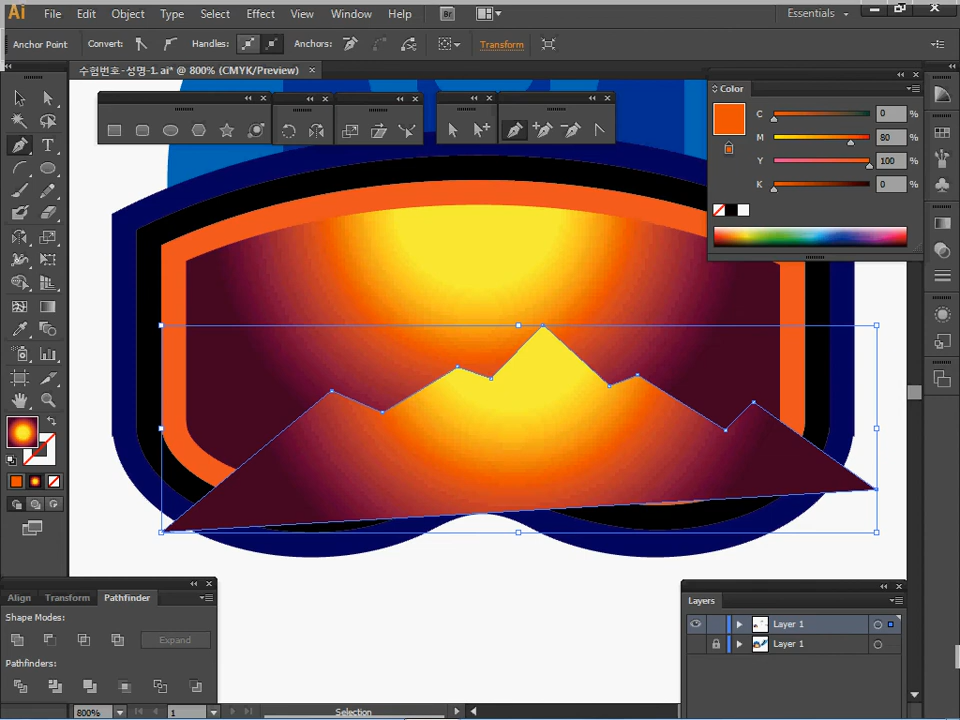 Ai File Edit Object Type Select Effect View Window Help Br Essentials
Anchor Point Convert: Handles: Anchors: Transform
수험번호-성명-1. ai* @ 800% (CMYK/Preview)
Color
C 0 %
M 80 %
Y 100 %
K 0 %
Align Transform Pathfinder
Shape Modes:
Expand
Pathfinders:
Layers
Layer 1
Layer 1
800% 1 Selection